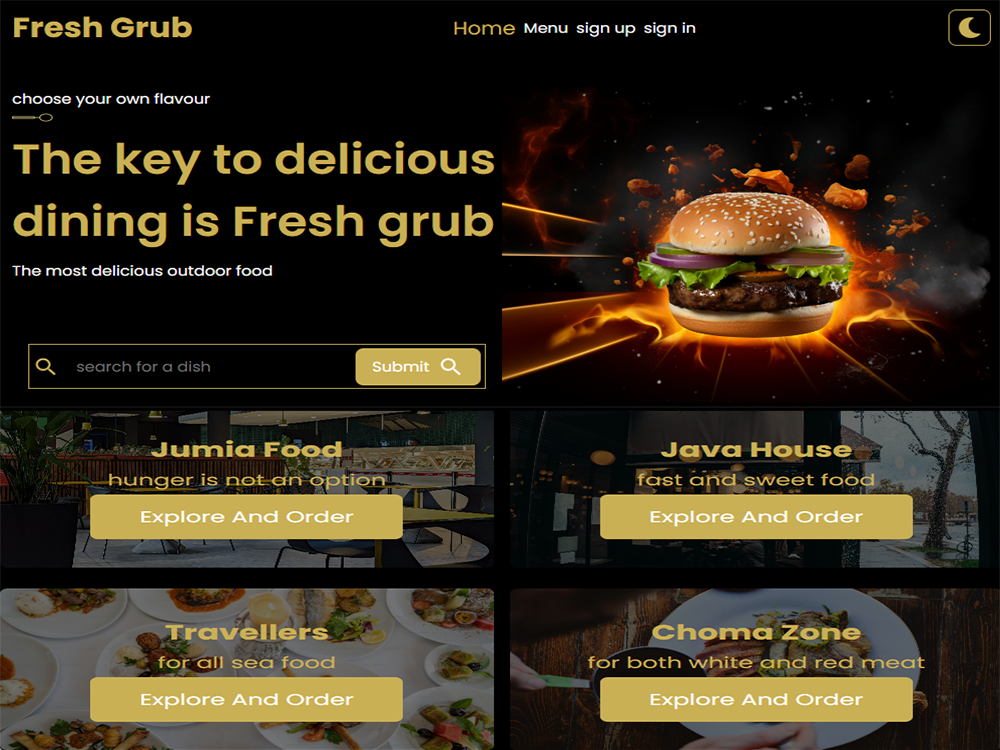 Fresh Grub
Home Menu sign up sign in
choose your own flavour
The key to delicious
dining is Fresh grub
The most delicious outdoor food
search for a dish
Submit
Jumia Food
hunger is not an option
Explore And Order
Java House
fast and sweet food
Explore And Order
Travellers
for all sea food
Explore And Order
Choma Zone
for both white and red meat
Explore And Order